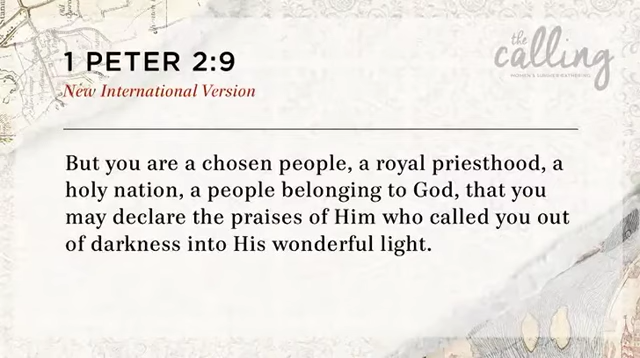 1 PETER 2:9
New International Version
the
calling
But you are a chosen people, a royal priesthood, a
holy nation, a people belonging to God, that you
may declare the praises of Him who called you out
of darkness into His wonderful light.